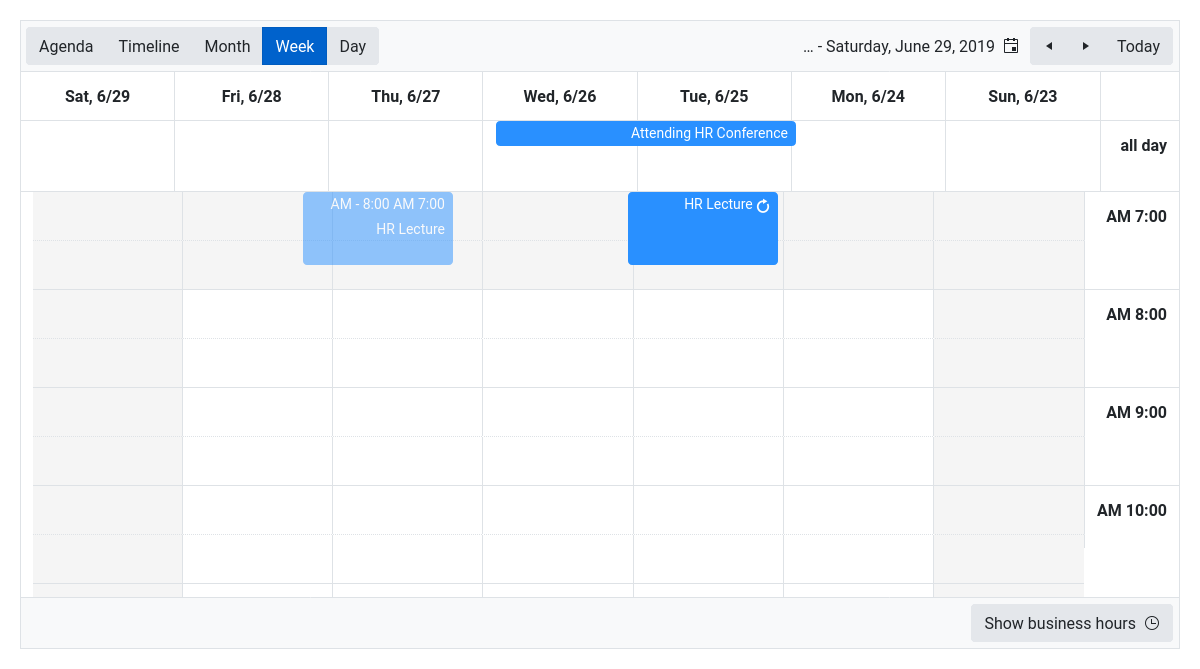 Agenda Timeline Month Week Day ... - Saturday, June 29, 2019 Today
Sat, 6/29 Fri, 6/28 Thu, 6/27 Wed, 6/26 Tue, 6/25 Mon, 6/24 Sun, 6/23
Attending HR Conference
all day
AM - 8:00 AM 7:00
HR Lecture
HR Lecture
AM 7:00
AM 8:00
AM 9:00
AM 10:00
Show business hours